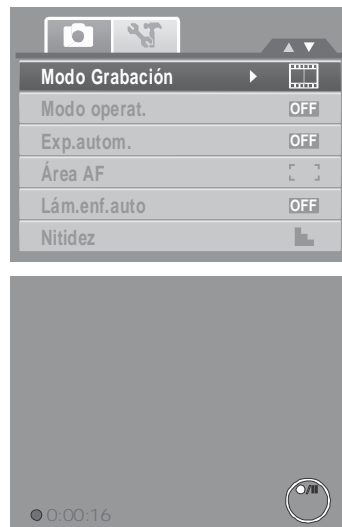 Modo Grabación
Modo operat. OFF
Exp.autom. OFF
Área AF
Lám.enf.auto OFF
Nitidez
0:00:16